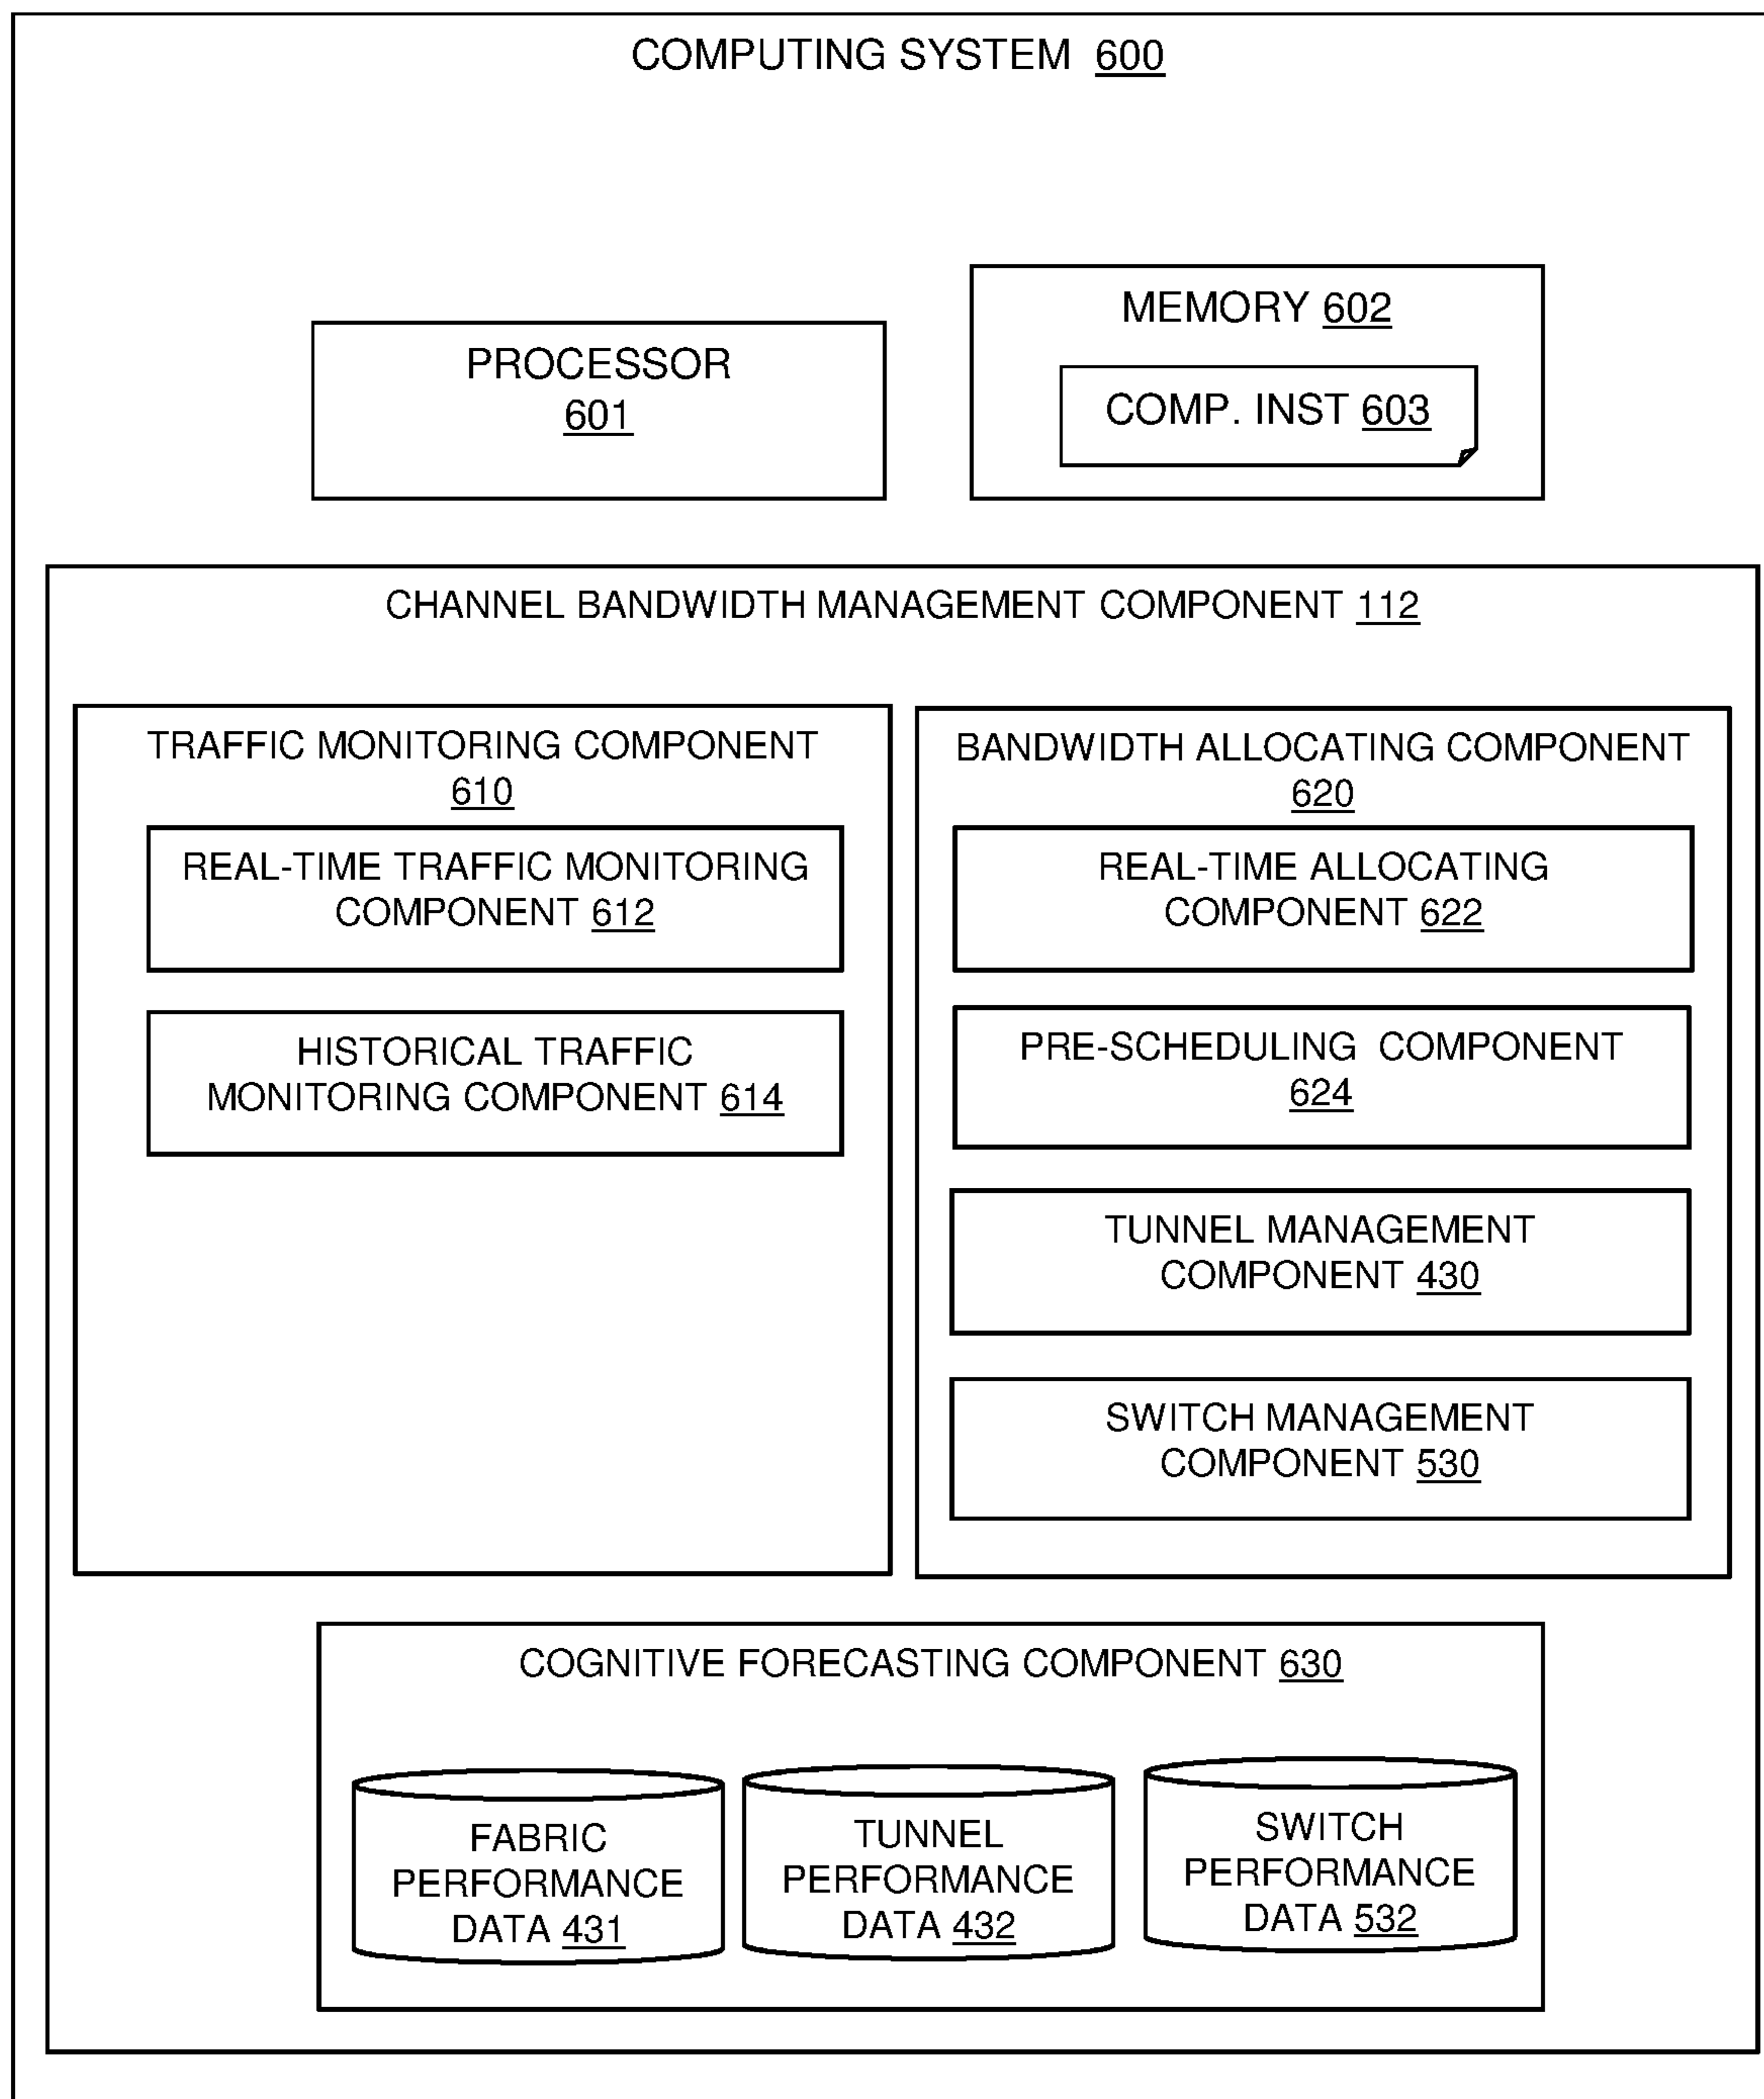 COMPUTING SYSTEM 600
PROCESSOR
601
MEMORY 602
COMP. INST 603
CHANNEL BANDWIDTH MANAGEMENT COMPONENT 112
TRAFFIC MONITORING COMPONENT
610
REAL-TIME TRAFFIC MONITORING
COMPONENT 612
HISTORICAL TRAFFIC
MONITORING COMPONENT 614
BANDWIDTH ALLOCATING COMPONENT
620
REAL-TIME ALLOCATING
COMPONENT 622
PRE-SCHEDULING COMPONENT
624
TUNNEL MANAGEMENT
COMPONENT 430
SWITCH MANAGEMENT
COMPONENT 530
COGNITIVE FORECASTING COMPONENT 630
FABRIC
PERFORMANCE
DATA 431
TUNNEL
PERFORMANCE
DATA 432
SWITCH
PERFORMANCE
DATA 532